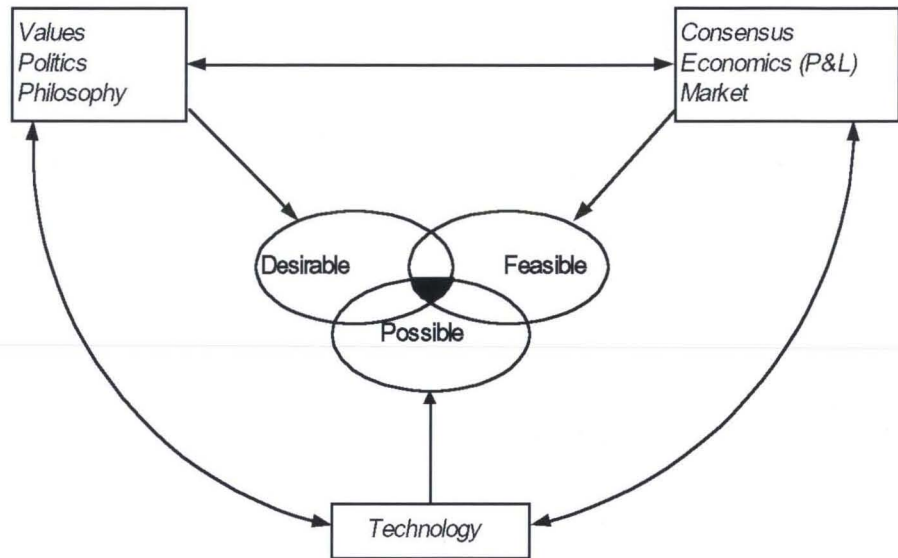 Values
Politics
Philosophy
Consensus
Economics (P&L)
Market
Desirable
Feasible
Possible
Technology